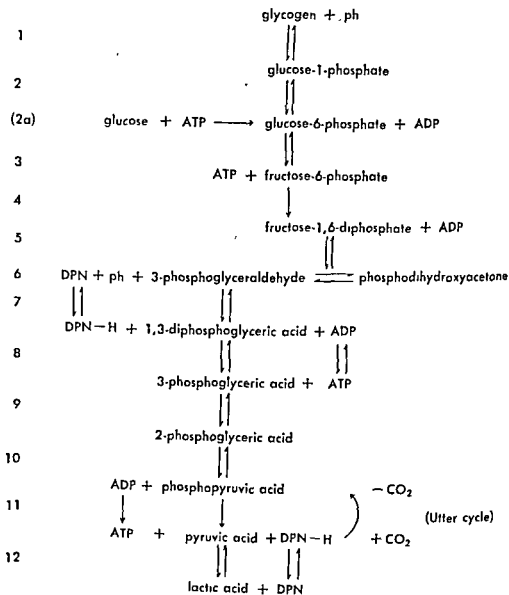 glycogen + ph
1
glucose-1-phosphate
2
(2a) glucose + ATP → glucose-6-phosphate + ADP
3
ATP + fructose-6-phosphate
4
fructose-1,6-diphosphate + ADP
5
6 DPN + ph + 3-phosphoglyceraldehyde ⇌ phosphodihydroxyacetone
7
DPN-H + 1,3-diphosphoglyceric acid + ADP
8
3-phosphoglyceric acid + ATP
9
2-phosphoglyceric acid
10
ADP + phosphopyruvic acid -CO2
11 (Utter cycle)
ATP + pyruvic acid + DPN-H +CO2
12
lactic acid + DPN